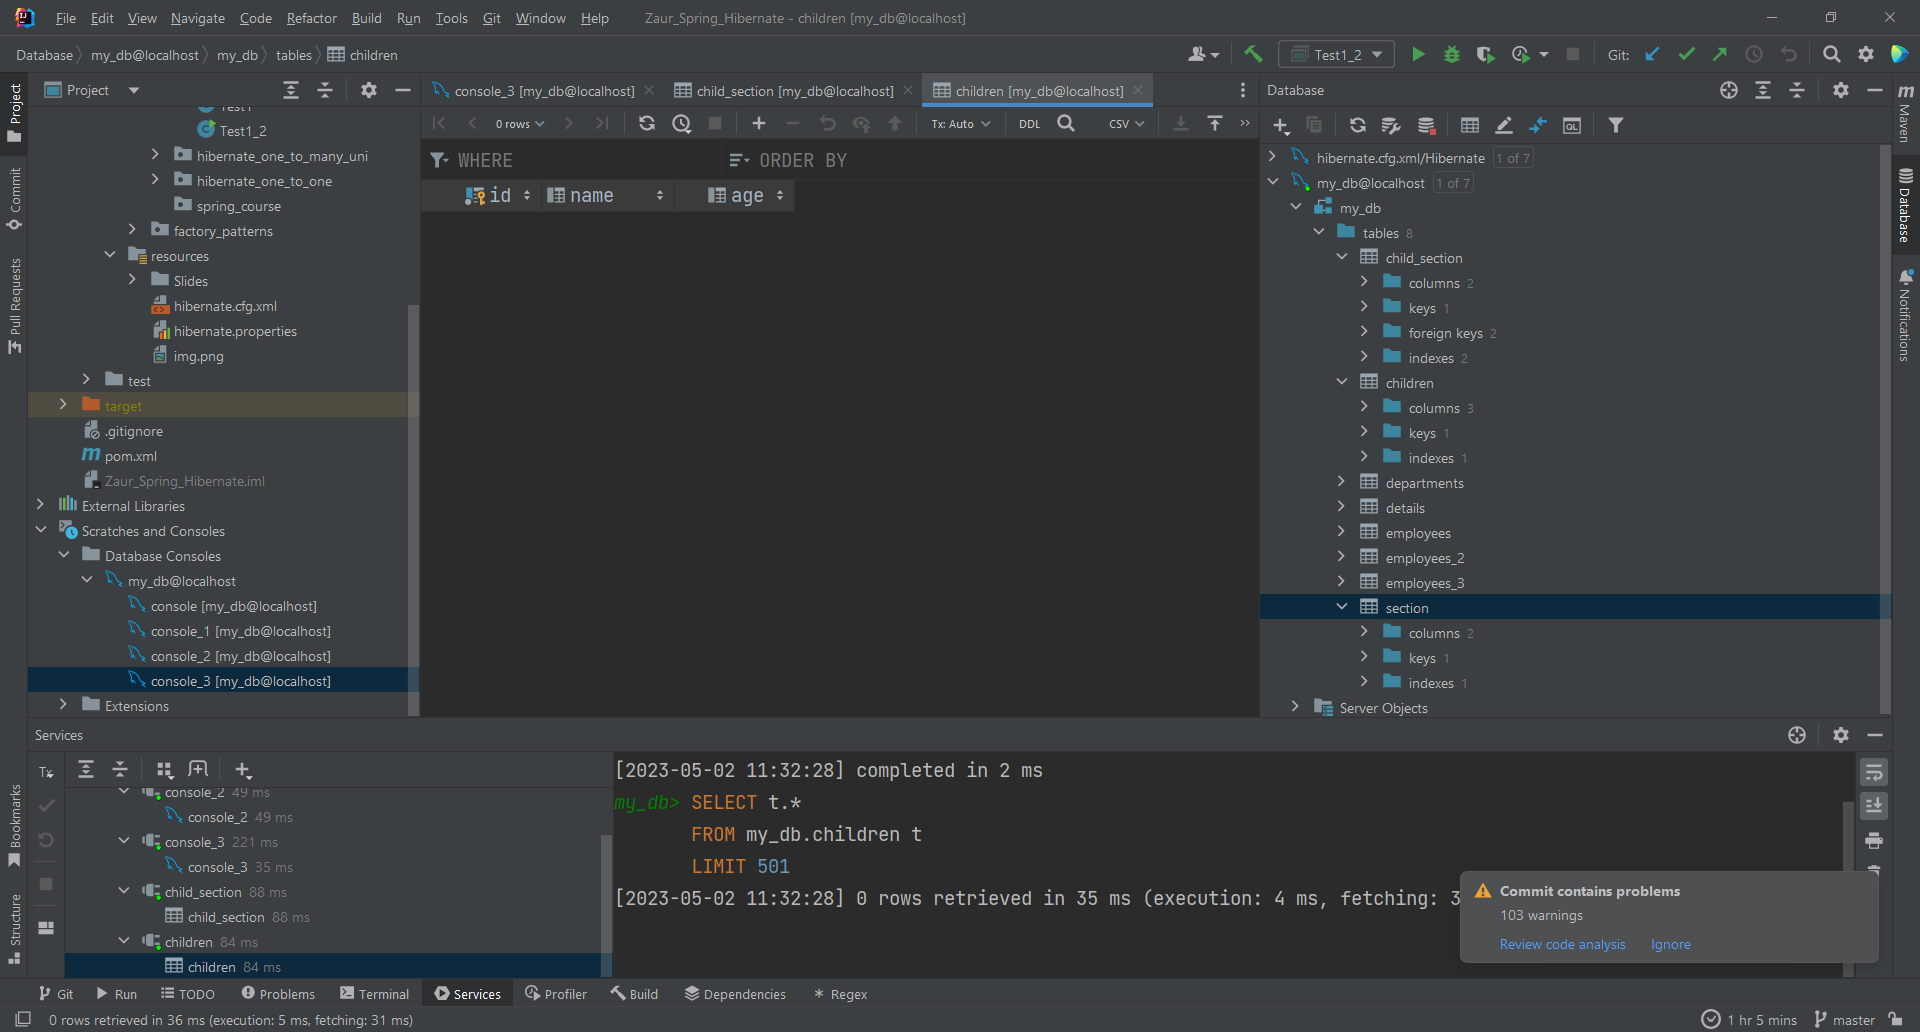 File Edit View Navigate Code Refactor Build Run Tools Git Window Help Zaur_Spring_Hibernate - children [my_db@localhost]
Database my_db@localhost my_db tables children
Test1_2 Git:
Project
Commit
Pull Requests
Bookmarks
Structure
Project
Test1
Test1_2
hibernate_one_to_many_uni
hibernate_one_to_one
spring_course
factory_patterns
resources
Slides
hibernate.cfg.xml
hibernate.properties
img.png
test
target
.gitignore
pom.xml
Zaur_Spring_Hibernate.iml
External Libraries
Scratches and Consoles
Database Consoles
my_db@localhost
console [my_db@localhost]
console_1 [my_db@localhost]
console_2 [my_db@localhost]
console_3 [my_db@localhost]
Extensions
console_3 [my_db@localhost] child_section [my_db@localhost] children [my_db@localhost]
0 rows Tx: Auto DDL CSV
WHERE ORDER BY
id name age
Database
hibernate.cfg.xml/Hibernate 1 of 7
my_db@localhost 1 of 7
my_db
tables 8
child_section
columns 2
keys 1
foreign keys 2
indexes 2
children
columns 3
keys 1
indexes 1
departments
details
employees
employees_2
employees_3
section
columns 2
keys 1
indexes 1
Server Objects
Maven
Database
Notifications
Services
Tx
console_2 49 ms
console_2 49 ms
console_3 221 ms
console_3 35 ms
child_section 88 ms
child_section 88 ms
children 84 ms
children 84 ms
[2023-05-02 11:32:28] completed in 2 ms
my_db> SELECT t.*
FROM my_db.children t
LIMIT 501
[2023-05-02 11:32:28] 0 rows retrieved in 35 ms (execution: 4 ms, fetching: 3
Commit contains problems
103 warnings
Review code analysis Ignore
Git Run TODO Problems Terminal Services Profiler Build Dependencies Regex
0 rows retrieved in 36 ms (execution: 5 ms, fetching: 31 ms) 1 hr 5 mins master